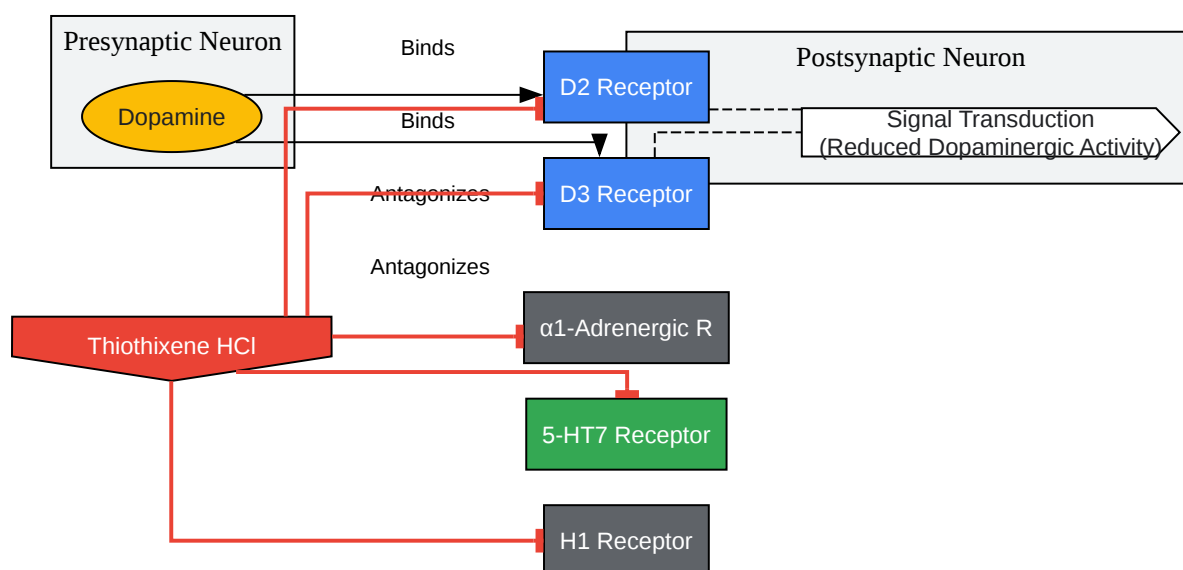 Presynaptic Neuron
Binds
Postsynaptic Neuron
D2 Receptor
Dopamine
Binds
Signal Transduction
(Reduced Dopaminergic Activity)
Antagonizes
D3 Receptor
Antagonizes
α1-Adrenergic R
Thiothixene HCl
5-HT7 Receptor
H1 Receptor